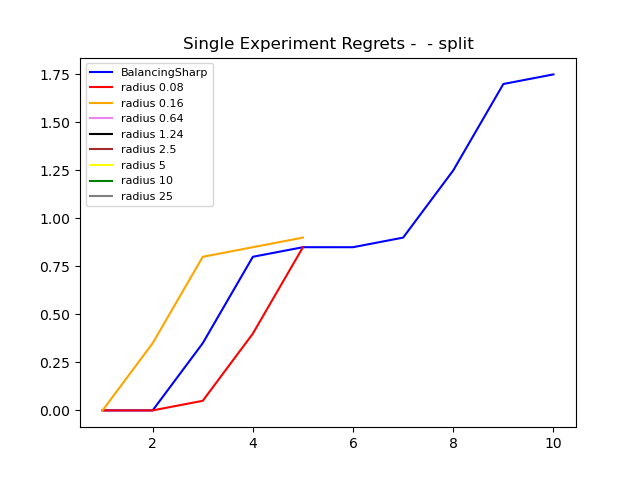 Single Experiment Regrets -  - split
1.75
1.50
1.25
1.00
0.75
0.50
0.25
0.00
BalancingSharp
radius 0.08
radius 0.16
radius 0.64
radius 1.24
radius 2.5
radius 5
radius 10
radius 25
2 4 6 8 10